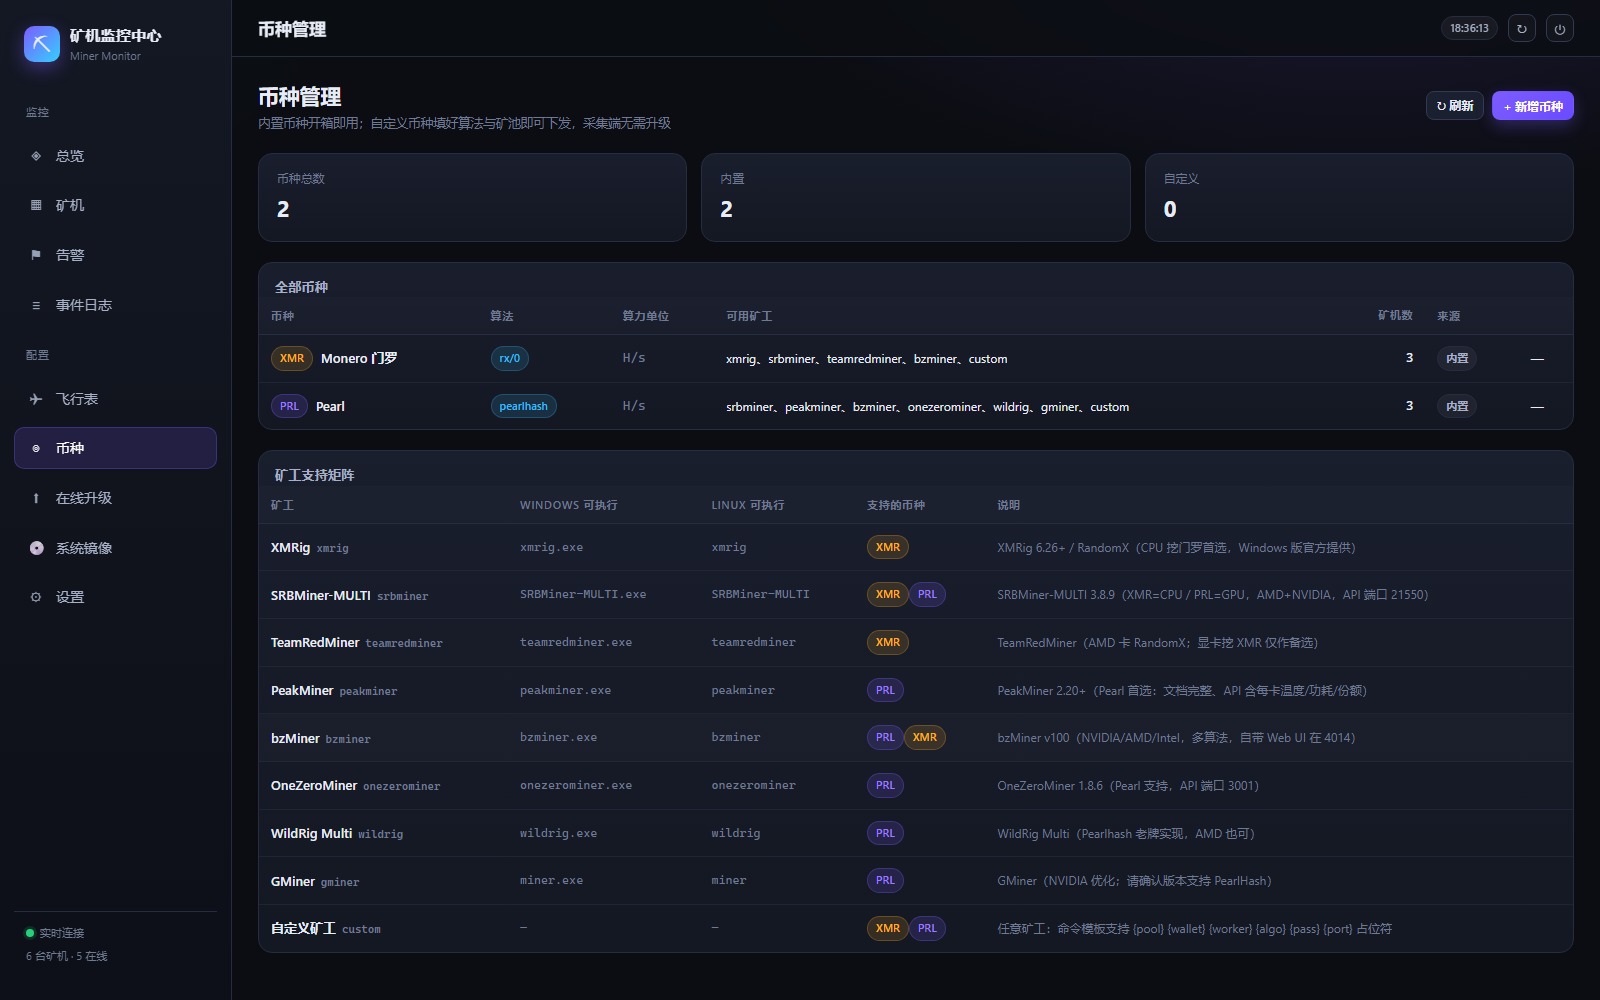 矿机监控中心
Miner Monitor
监控
总览
矿机
告警
事件日志
配置
飞行表
币种
在线升级
系统镜像
设置
实时连接
6 台矿机 · 5 在线
币种管理
18:36:13
币种管理
内置币种开箱即用；自定义币种填好算法与矿池即可下发，采集端无需升级
↻ 刷新
+ 新增币种
币种总数
2
内置
2
自定义
0
全部币种
币种 算法 算力单位 可用矿工 矿机数 来源
XMR Monero 门罗 rx/0 H/s xmrig、srbminer、teamredminer、bzminer、custom 3 内置 —
PRL Pearl pearlhash H/s srbminer、peakminer、bzminer、onezerominer、wildrig、gminer、custom 3 内置 —
矿工支持矩阵
矿工 WINDOWS 可执行 LINUX 可执行 支持的币种 说明
XMRig xmrig xmrig.exe xmrig XMR XMRig 6.26+ / RandomX（CPU 挖门罗首选，Windows 版官方提供）
SRBMiner-MULTI srbminer SRBMiner-MULTI.exe SRBMiner-MULTI XMR PRL SRBMiner-MULTI 3.8.9（XMR=CPU / PRL=GPU，AMD+NVIDIA，API 端口 21550）
TeamRedMiner teamredminer teamredminer.exe teamredminer XMR TeamRedMiner（AMD 卡 RandomX；显卡挖 XMR 仅作备选）
PeakMiner peakminer peakminer.exe peakminer PRL PeakMiner 2.20+（Pearl 首选：文档完整、API 含每卡温度/功耗/份额）
bzMiner bzminer bzminer.exe bzminer PRL XMR bzMiner v100（NVIDIA/AMD/Intel，多算法，自带 Web UI 在 4014）
OneZeroMiner onezerominer onezerominer.exe onezerominer PRL OneZeroMiner 1.8.6（Pearl 支持，API 端口 3001）
WildRig Multi wildrig wildrig.exe wildrig PRL WildRig Multi（Pearlhash 老牌实现，AMD 也可）
GMiner gminer miner.exe miner PRL GMiner（NVIDIA 优化；请确认版本支持 PearlHash）
自定义矿工 custom — — XMR PRL 任意矿工：命令模板支持 {pool} {wallet} {worker} {algo} {pass} {port} 占位符